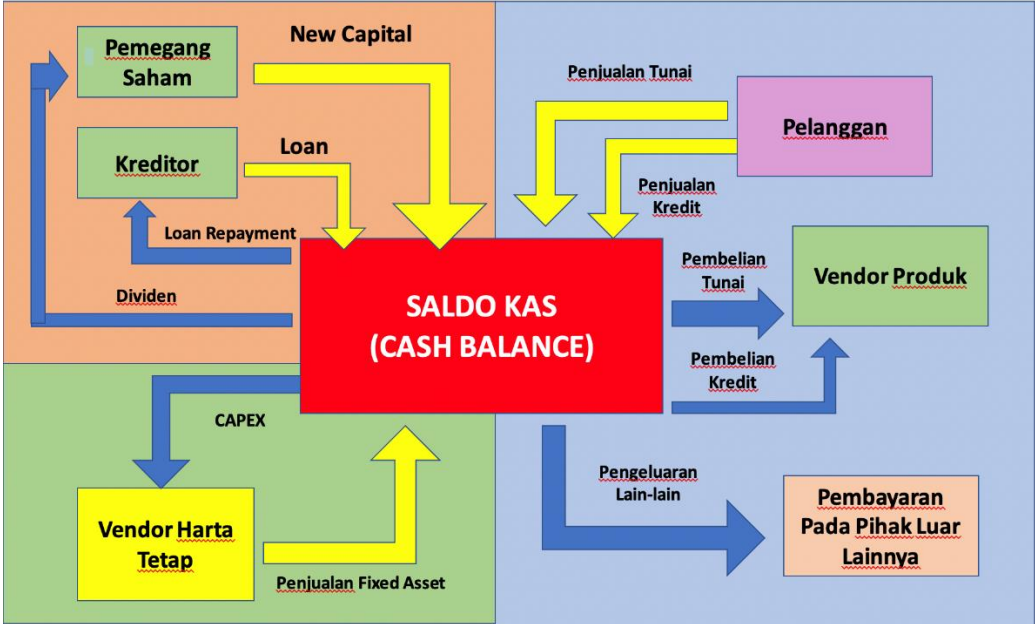 New Capital
Pemegang
Saham
Loan
Kreditor
Loan Repayment
Dividen
Penjualan Tunai
Pelanggan
Penjualan
Kredit
SALDO KAS
(CASH BALANCE)
Pembelian
Tunai
Vendor Produk
Pembelian
Kredit
CAPEX
Vendor Harta
Tetap
Penjualan Fixed Asset
Pengeluaran
Lain-lain
Pembayaran
Pada Pihak Luar
Lainnya